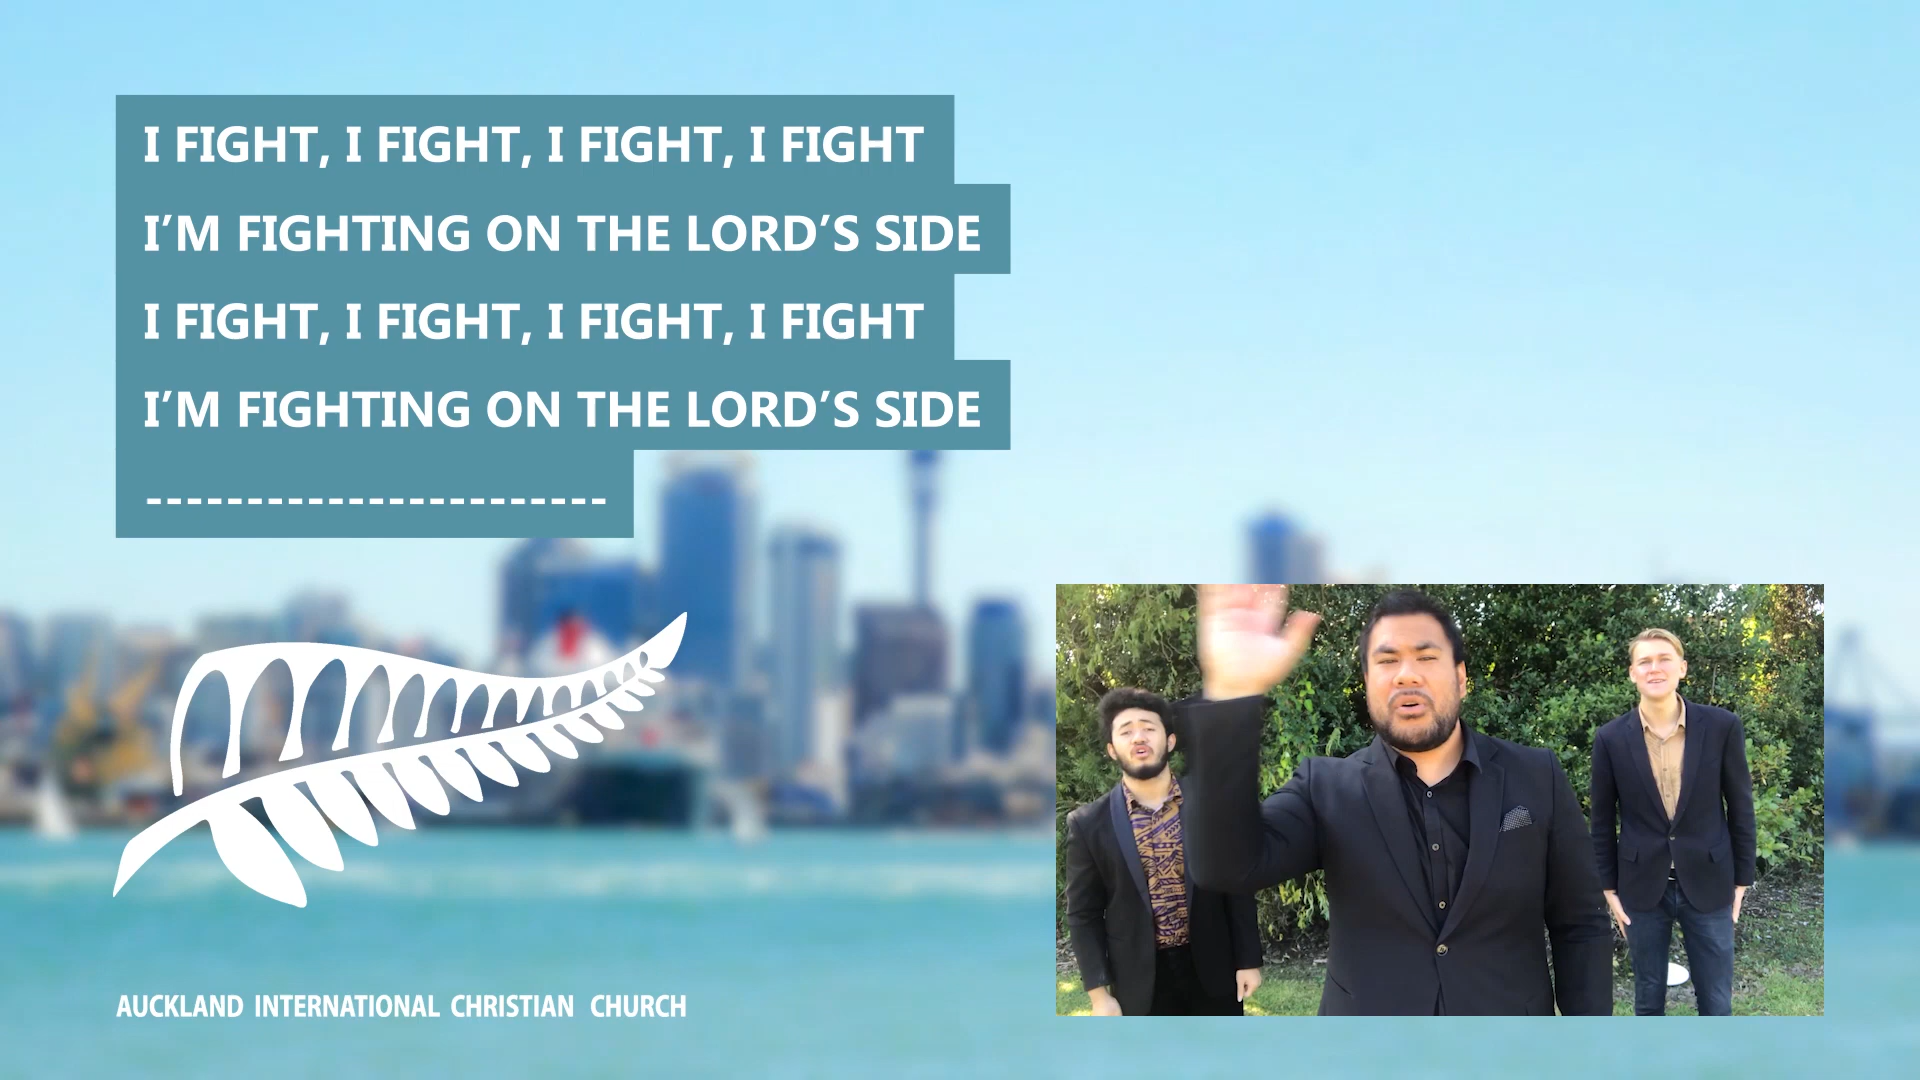 I FIGHT, I FIGHT, I FIGHT, I FIGHT
I’M FIGHTING ON THE LORD’S SIDE
I FIGHT, I FIGHT, I FIGHT, I FIGHT
I’M FIGHTING ON THE LORD’S SIDE
-----------------------
AUCKLAND INTERNATIONAL CHRISTIAN CHURCH